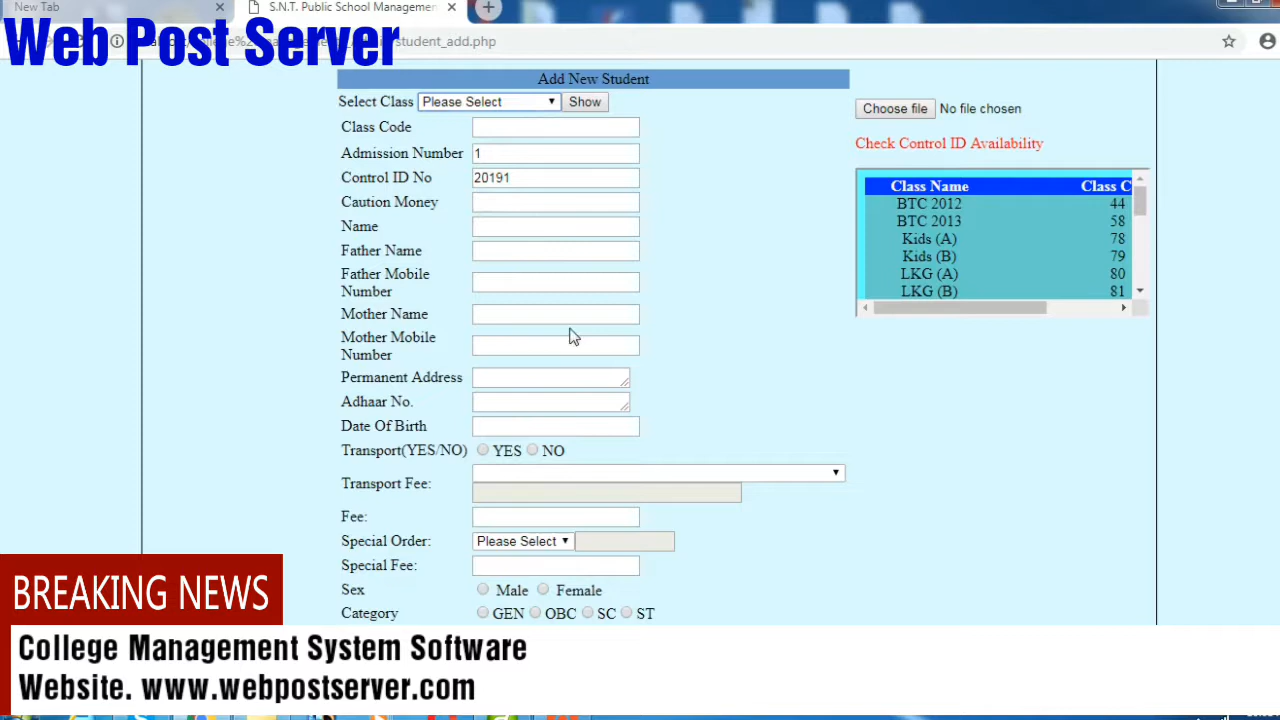 New Tab × S.N.T. Public School Managemen × +
Web Post Server
student_add.php
Add New Student
Select Class Please Select Show
Choose file No file chosen
Class Code
Check Control ID Availability
Admission Number 1
Control ID No 20191
Caution Money
Name
Father Name
Father Mobile
Number
Mother Name
Mother Mobile
Number
Permanent Address
Adhaar No.
Date Of Birth
Transport(YES/NO) YES NO
Transport Fee:
Fee:
Special Order: Please Select
Special Fee:
Sex Male Female
Category GEN OBC SC ST
Class Name Class C
BTC 2012 44
BTC 2013 58
Kids (A) 78
Kids (B) 79
LKG (A) 80
LKG (B) 81
BREAKING NEWS
College Management System Software
Website. www.webpostserver.com